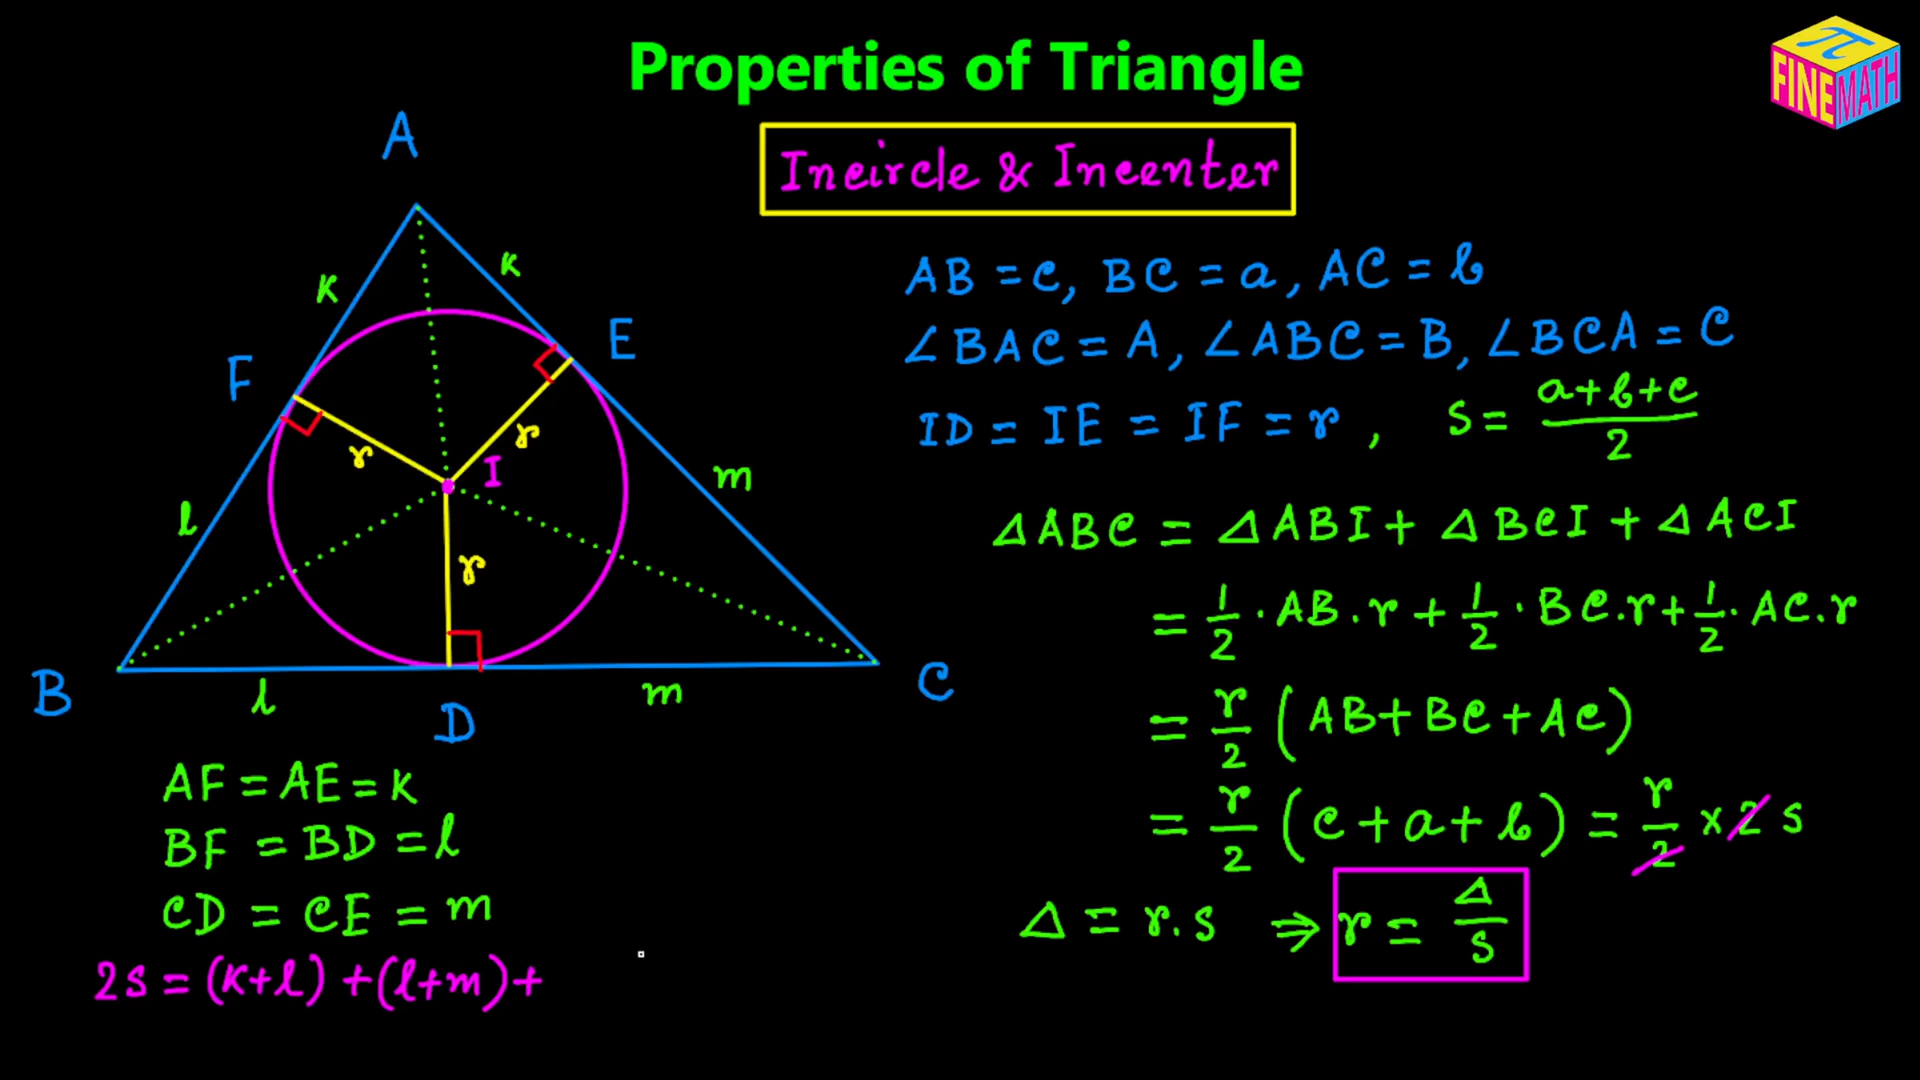 Properties of Triangle
π FINE MATH
Incircle & Incenter
A
K
K
F
E
r
r
I
l
m
r
B
l
D
m
C
AB = c, BC = a, AC = b
∠BAC = A, ∠ABC = B, ∠BCA = C
ID = IE = IF = r, s = (a+b+c)/2
ΔABC = ΔABI + ΔBCI + ΔACI
= 1/2 · AB.r + 1/2 · BC.r + 1/2 · AC.r
= r/2 (AB+BC+AC)
= r/2 (c+a+b) = r/2 × 2 s
Δ = r.s ⇒ r = Δ/s
AF = AE = K
BF = BD = l
CD = CE = m
2s = (K+l) + (l+m) +